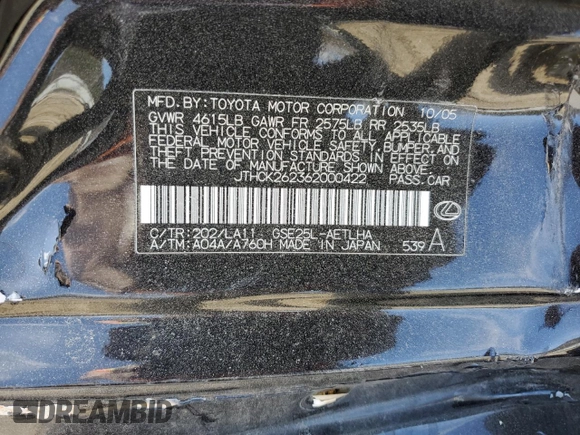 MFD. BY: TOYOTA MOTOR CORPORATION 10/05
GVWR 4615LB GAWR FR 2575LB RR 2535LB
THIS VEHICLE CONFORMS TO ALL APPLICABLE
FEDERAL MOTOR VEHICLE SAFETY, BUMPER, AND
THEFT PREVENTION STANDARDS IN EFFECT ON
THE DATE OF MANUFACTURE SHOWN ABOVE.
JTHCK262362000422 PASS. CAR
C/TR: 202/LA11 GSE25L-AETLHA
A/TM: A04A/A760H MADE IN JAPAN 539 A
DREAMBID